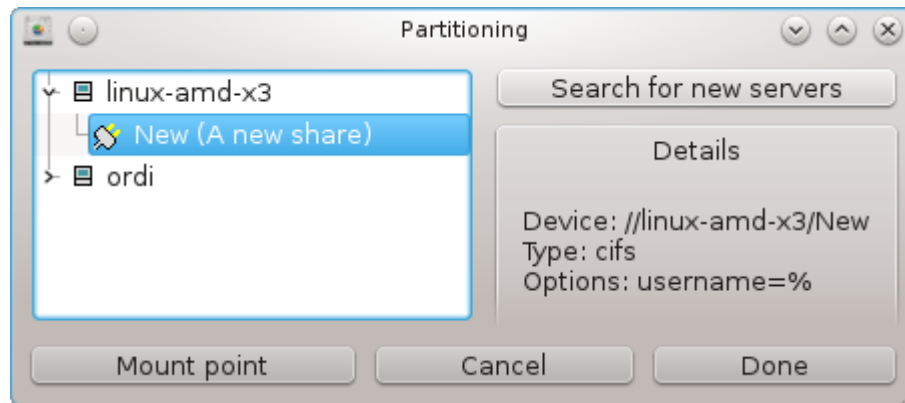 Partitioning
linux-amd-x3
New (A new share)
ordi
Search for new servers
Details
Device: //linux-amd-x3/New
Type: cifs
Options: username=%
Mount point
Cancel
Done